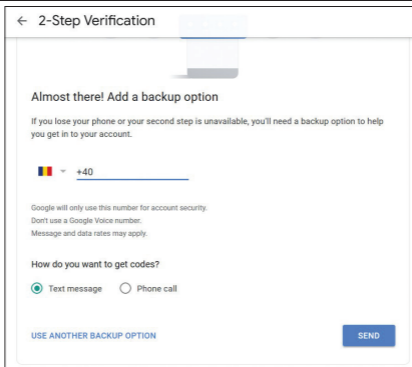 ← 2-Step Verification
Almost there! Add a backup option
If you lose your phone or your second step is unavailable, you'll need a backup option to help
you get in to your account.
+40
Google will only use this number for account security.
Don't use a Google Voice number.
Message and data rates may apply.
How do you want to get codes?
Text message Phone call
USE ANOTHER BACKUP OPTION SEND